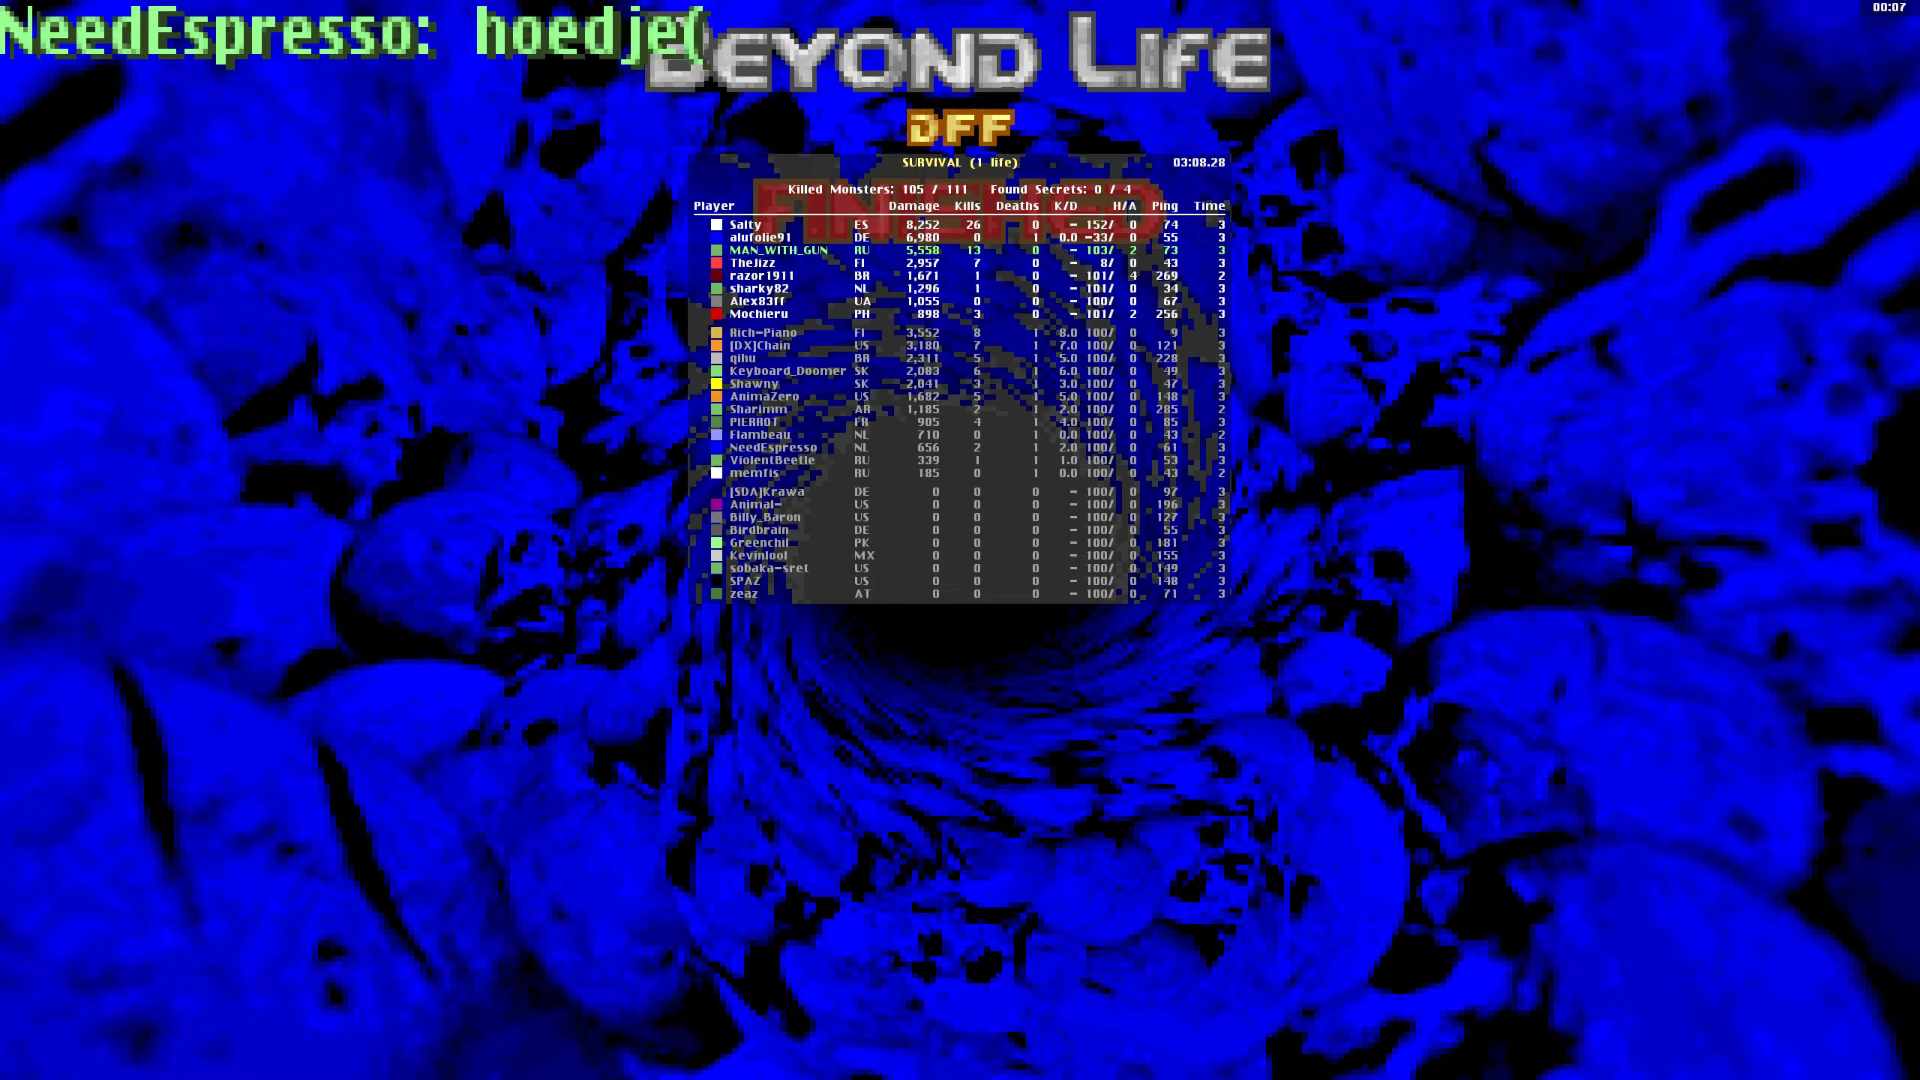 00:07
NeedEspresso: hoedje(
BEYOND LIFE
DFF
SURVIVAL (1 life) 03:08.28
FINISHED
Killed Monsters: 105 / 111 Found Secrets: 0 / 4
Player Damage Kills Deaths K/D H/A Ping Time
Salty ES 8,252 26 0 - 152/ 0 74 3
alufolie91 DE 6,980 0 1 0.0 -33/ 0 55 3
MAN_WITH_GUN RU 5,558 13 0 - 103/ 2 73 3
TheJizz FI 2,957 7 0 - 8/ 0 43 3
razor1911 BR 1,671 1 0 - 101/ 4 269 2
sharky82 NL 1,296 1 0 - 101/ 0 34 3
Alex83ff UA 1,055 0 0 - 100/ 0 67 3
Mochieru PH 898 3 0 - 101/ 2 256 3
Rich-Piano FI 3,552 8 1 8.0 100/ 0 9 3
[DX]Chain US 3,180 7 1 7.0 100/ 0 121 3
qihu BR 2,311 5 1 5.0 100/ 0 228 3
Keyboard_Doomer SK 2,083 6 1 6.0 100/ 0 49 3
Shawny SK 2,041 3 1 3.0 100/ 0 47 3
AnimaZero US 1,682 5 1 5.0 100/ 0 148 3
Sharimm AR 1,185 2 1 2.0 100/ 0 285 2
PIERROT FR 905 4 1 4.0 100/ 0 85 3
Flambeau NL 710 0 1 0.0 100/ 0 43 2
NeedEspresso NL 656 2 1 2.0 100/ 0 61 3
ViolentBeetle RU 339 1 1 1.0 100/ 0 53 3
memfis RU 185 0 1 0.0 100/ 0 43 2
[SDA]Krawa DE 0 0 0 - 100/ 0 97 3
Animal- US 0 0 0 - 100/ 0 196 3
Billy_Baron US 0 0 0 - 100/ 0 127 3
Birdbrain DE 0 0 0 - 100/ 0 55 3
Greenchi PK 0 0 0 - 100/ 0 181 3
Kevinlool MX 0 0 0 - 100/ 0 155 3
sobaka-sret US 0 0 0 - 100/ 0 149 3
SPAZ US 0 0 0 - 100/ 0 148 3
zeaz AT 0 0 0 - 100/ 0 71 3